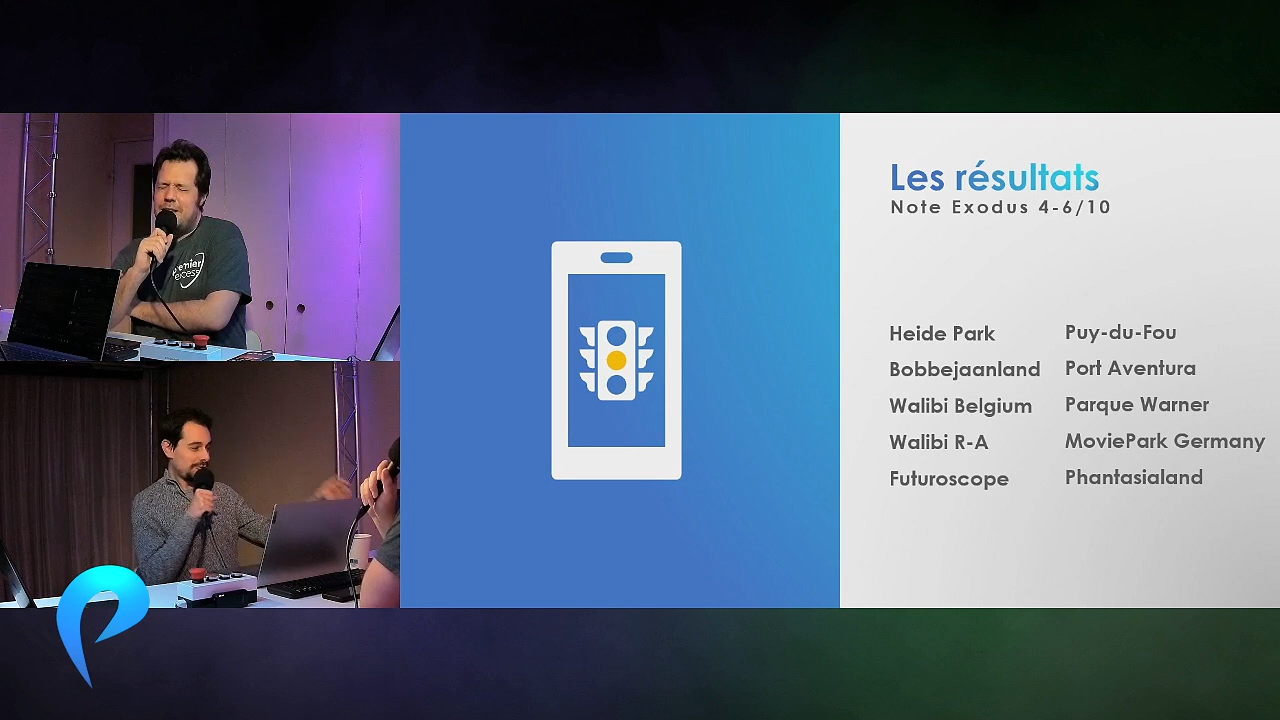 Les résultats
Note Exodus 4-6/10
Heide Park
Puy-du-Fou
Bobbejaanland
Port Aventura
Walibi Belgium
Parque Warner
Walibi R-A
MoviePark Germany
Futuroscope
Phantasialand